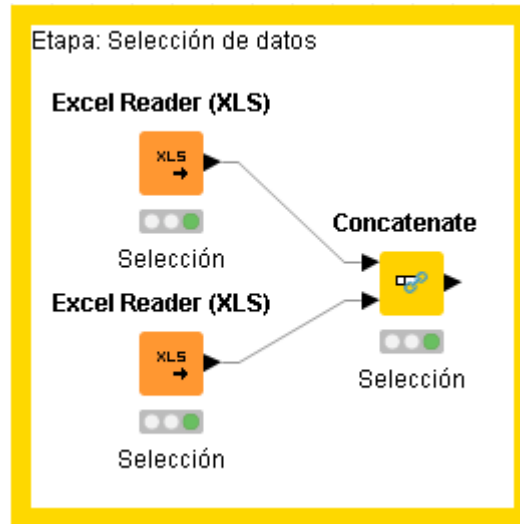 Etapa: Selección de datos
Excel Reader (XLS)
XLS
Selección
Concatenate
Selección
Excel Reader (XLS)
XLS
Selección